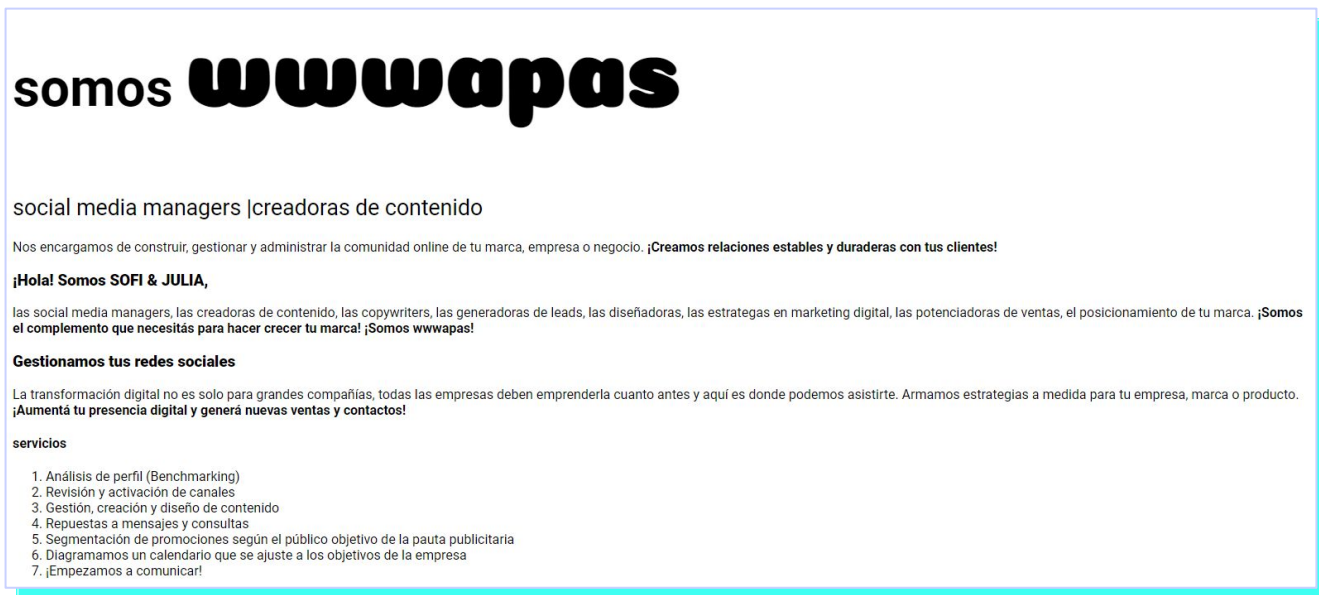 somos wwwapas
social media managers |creadoras de contenido
Nos encargamos de construir, gestionar y administrar la comunidad online de tu marca, empresa o negocio. ¡Creamos relaciones estables y duraderas con tus clientes!
¡Hola! Somos SOFI & JULIA,
las social media managers, las creadoras de contenido, las copywriters, las generadoras de leads, las diseñadoras, las estrategas en marketing digital, las potenciadoras de ventas, el posicionamiento de tu marca. ¡Somos
el complemento que necesitás para hacer crecer tu marca! ¡Somos wwwapas!
Gestionamos tus redes sociales
La transformación digital no es solo para grandes compañías, todas las empresas deben emprenderla cuanto antes y aquí es donde podemos asistirte. Armamos estrategias a medida para tu empresa, marca o producto.
¡Aumentá tu presencia digital y generá nuevas ventas y contactos!
servicios
1. Análisis de perfil (Benchmarking)
2. Revisión y activación de canales
3. Gestión, creación y diseño de contenido
4. Repuestas a mensajes y consultas
5. Segmentación de promociones según el público objetivo de la pauta publicitaria
6. Diagramamos un calendario que se ajuste a los objetivos de la empresa
7. ¡Empezamos a comunicar!